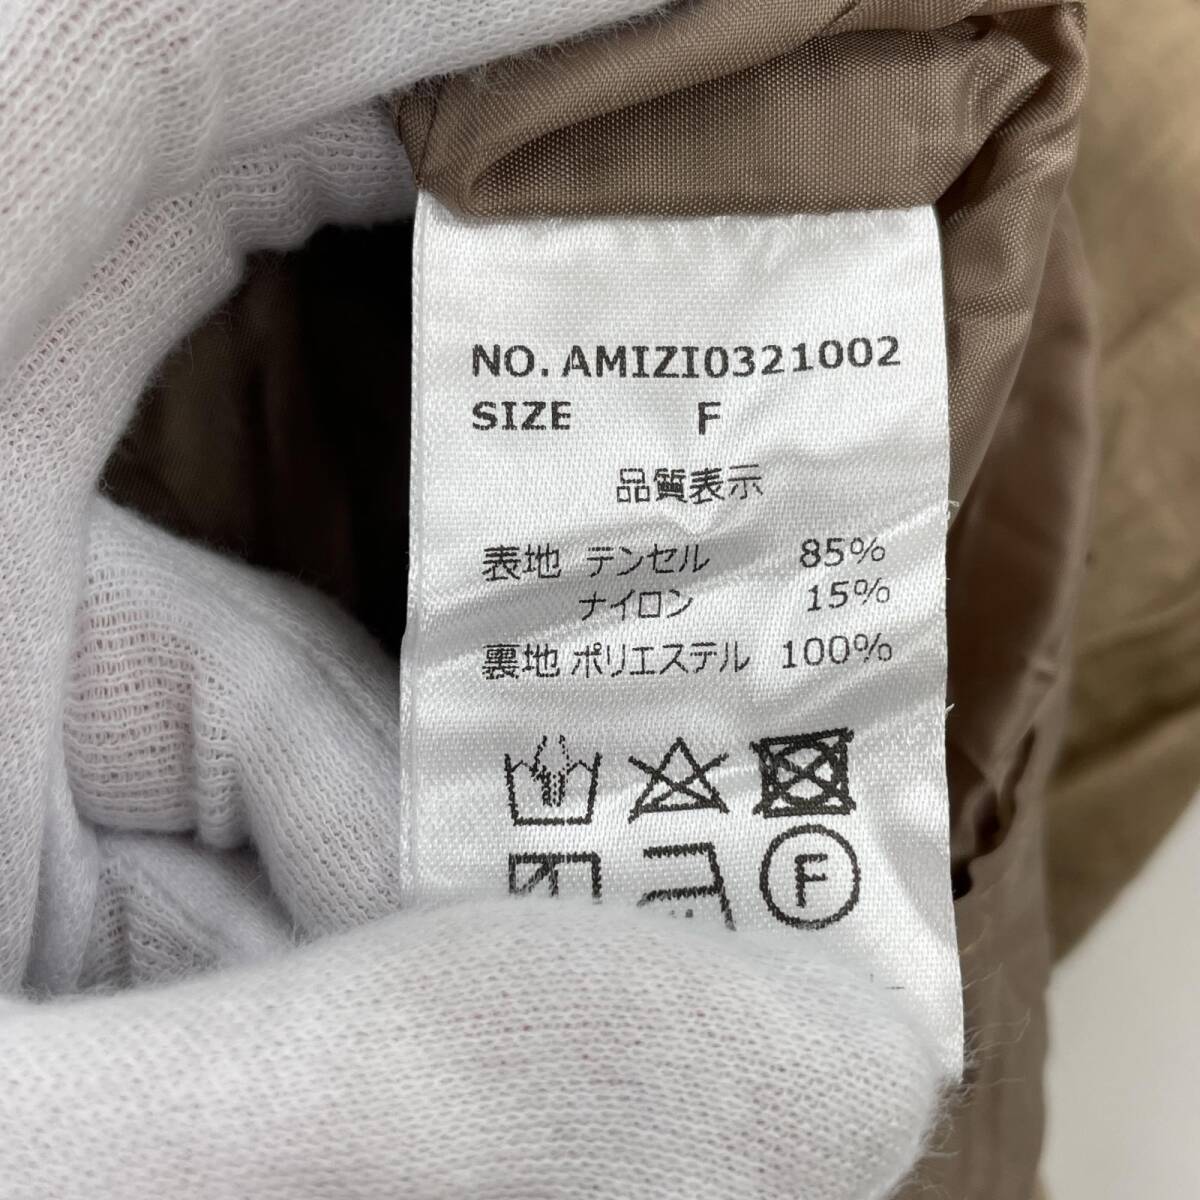 NO. AMIZI0321002
SIZE F
品質表示
表地 テンセル 85%
ナイロン 15%
裏地 ポリエステル 100%
F